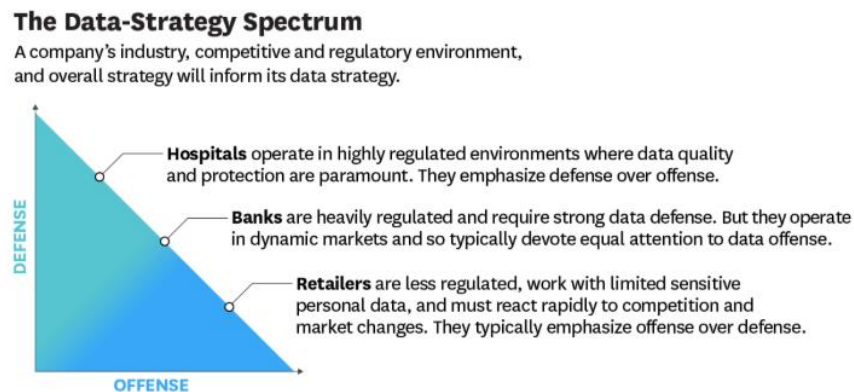 The Data-Strategy Spectrum
A company’s industry, competitive and regulatory environment,
and overall strategy will inform its data strategy.
Hospitals operate in highly regulated environments where data quality
and protection are paramount. They emphasize defense over offense.
Banks are heavily regulated and require strong data defense. But they operate
in dynamic markets and so typically devote equal attention to data offense.
DEFENSE
Retailers are less regulated, work with limited sensitive
personal data, and must react rapidly to competition and
market changes. They typically emphasize offense over defense.
OFFENSE